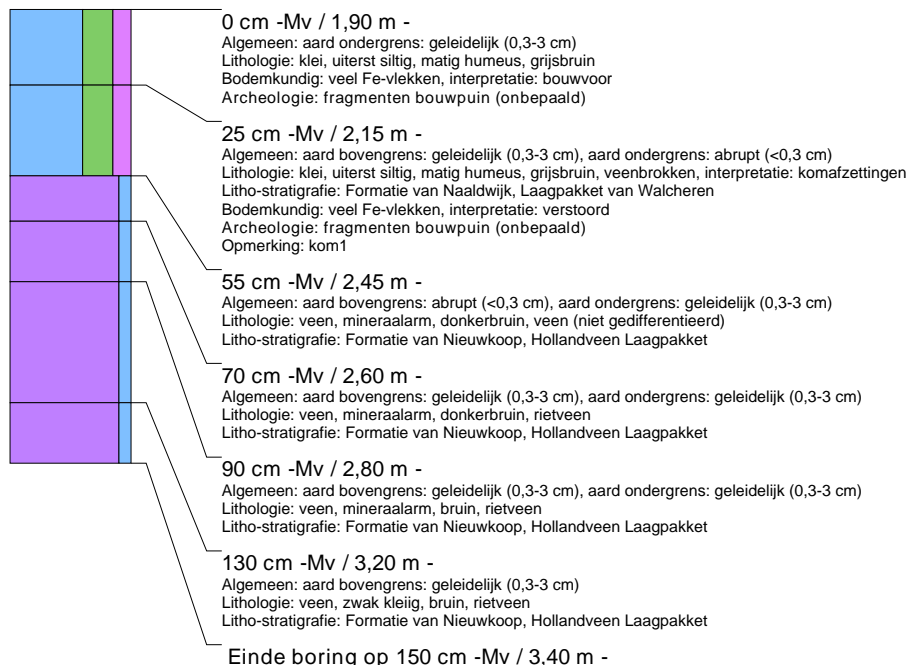 0 cm -Mv / 1,90 m -
Algemeen: aard ondergrens: geleidelijk (0,3-3 cm)
Lithologie: klei, uiterst siltig, matig humeus, grijsbruin
Bodemkundig: veel Fe-vlekken, interpretatie: bouwvoor
Archeologie: fragmenten bouwpuin (onbepaald)
25 cm -Mv / 2,15 m -
Algemeen: aard bovengrens: geleidelijk (0,3-3 cm), aard ondergrens: abrupt (<0,3 cm)
Lithologie: klei, uiterst siltig, matig humeus, grijsbruin, veenbrokken, interpretatie: komafzettingen
Litho-stratigrafie: Formatie van Naaldwijk, Laagpakket van Walcheren
Bodemkundig: veel Fe-vlekken, interpretatie: verstoord
Archeologie: fragmenten bouwpuin (onbepaald)
Opmerking: kom1
55 cm -Mv / 2,45 m -
Algemeen: aard bovengrens: abrupt (<0,3 cm), aard ondergrens: geleidelijk (0,3-3 cm)
Lithologie: veen, mineraalarm, donkerbruin, veen (niet gedifferentieerd)
Litho-stratigrafie: Formatie van Nieuwkoop, Hollandveen Laagpakket
70 cm -Mv / 2,60 m -
Algemeen: aard bovengrens: geleidelijk (0,3-3 cm), aard ondergrens: geleidelijk (0,3-3 cm)
Lithologie: veen, mineraalarm, donkerbruin, rietveen
Litho-stratigrafie: Formatie van Nieuwkoop, Hollandveen Laagpakket
90 cm -Mv / 2,80 m -
Algemeen: aard bovengrens: geleidelijk (0,3-3 cm), aard ondergrens: geleidelijk (0,3-3 cm)
Lithologie: veen, mineraalarm, bruin, rietveen
Litho-stratigrafie: Formatie van Nieuwkoop, Hollandveen Laagpakket
130 cm -Mv / 3,20 m -
Algemeen: aard bovengrens: geleidelijk (0,3-3 cm)
Lithologie: veen, zwak kleiig, bruin, rietveen
Litho-stratigrafie: Formatie van Nieuwkoop, Hollandveen Laagpakket
Einde boring op 150 cm -Mv / 3,40 m -